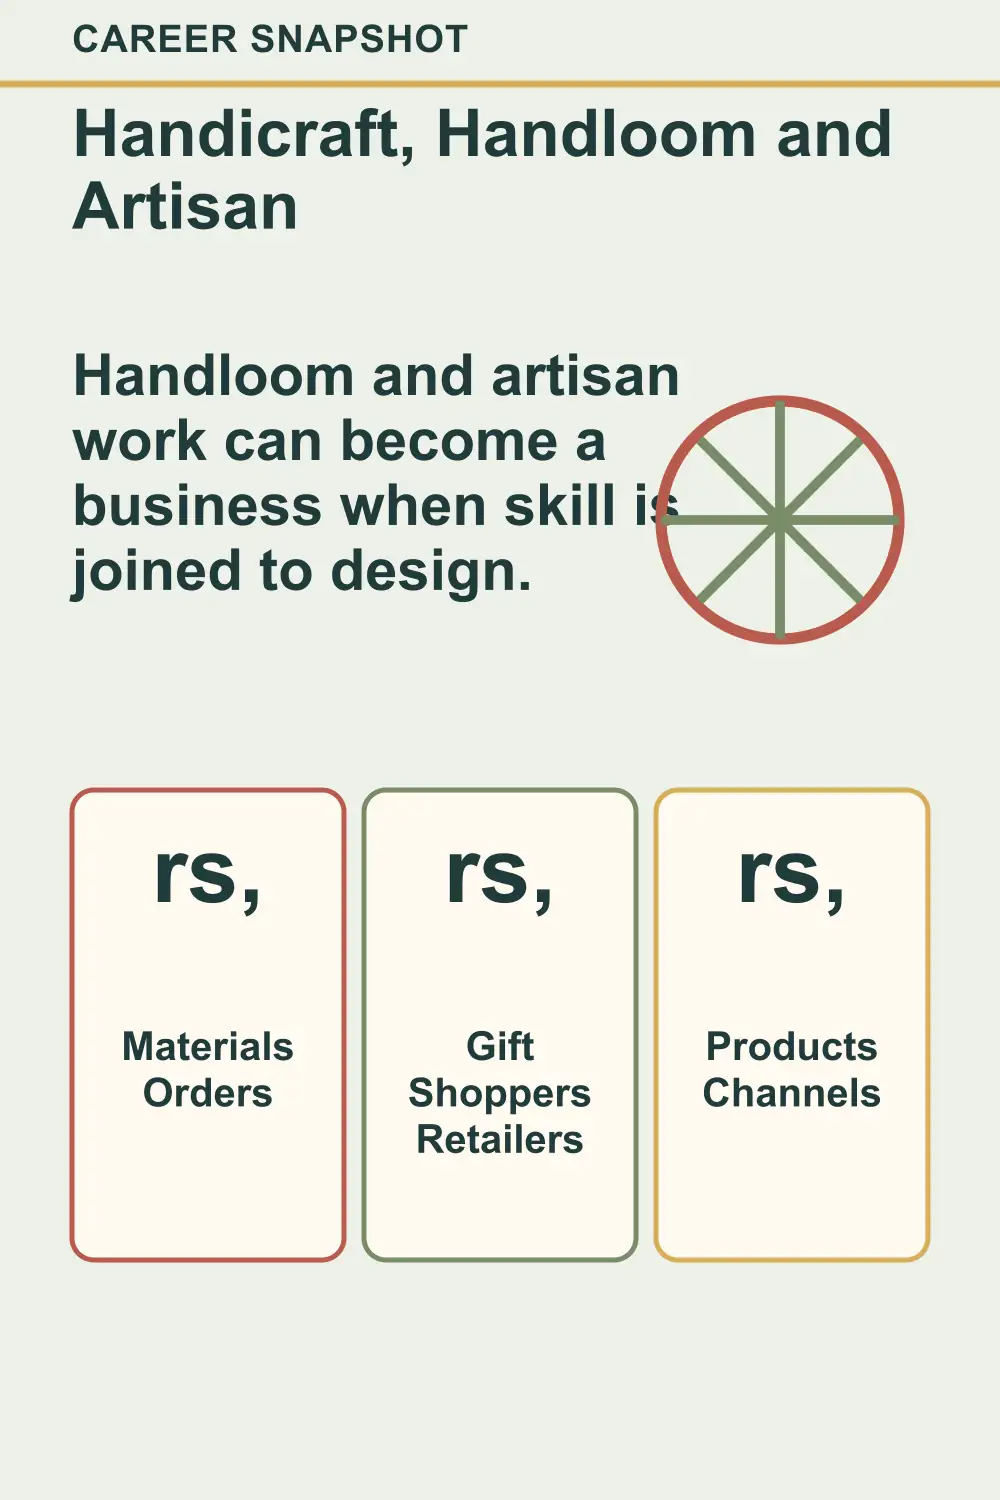 CAREER SNAPSHOT
Handicraft, Handloom and
Artisan
Handloom and artisan
work can become a
business when skill is
joined to design.
rs,
Materials
Orders
rs,
Gift
Shoppers
Retailers
rs,
Products
Channels